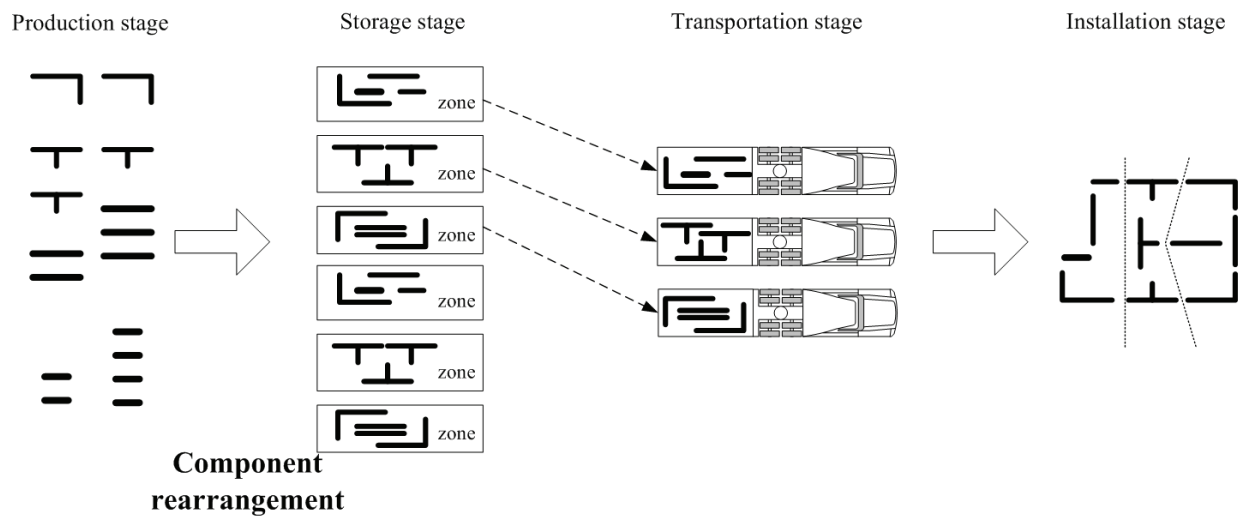 Production stage
Storage stage
Transportation stage
Installation stage
zone
zone
zone
zone
zone
zone
Component
rearrangement